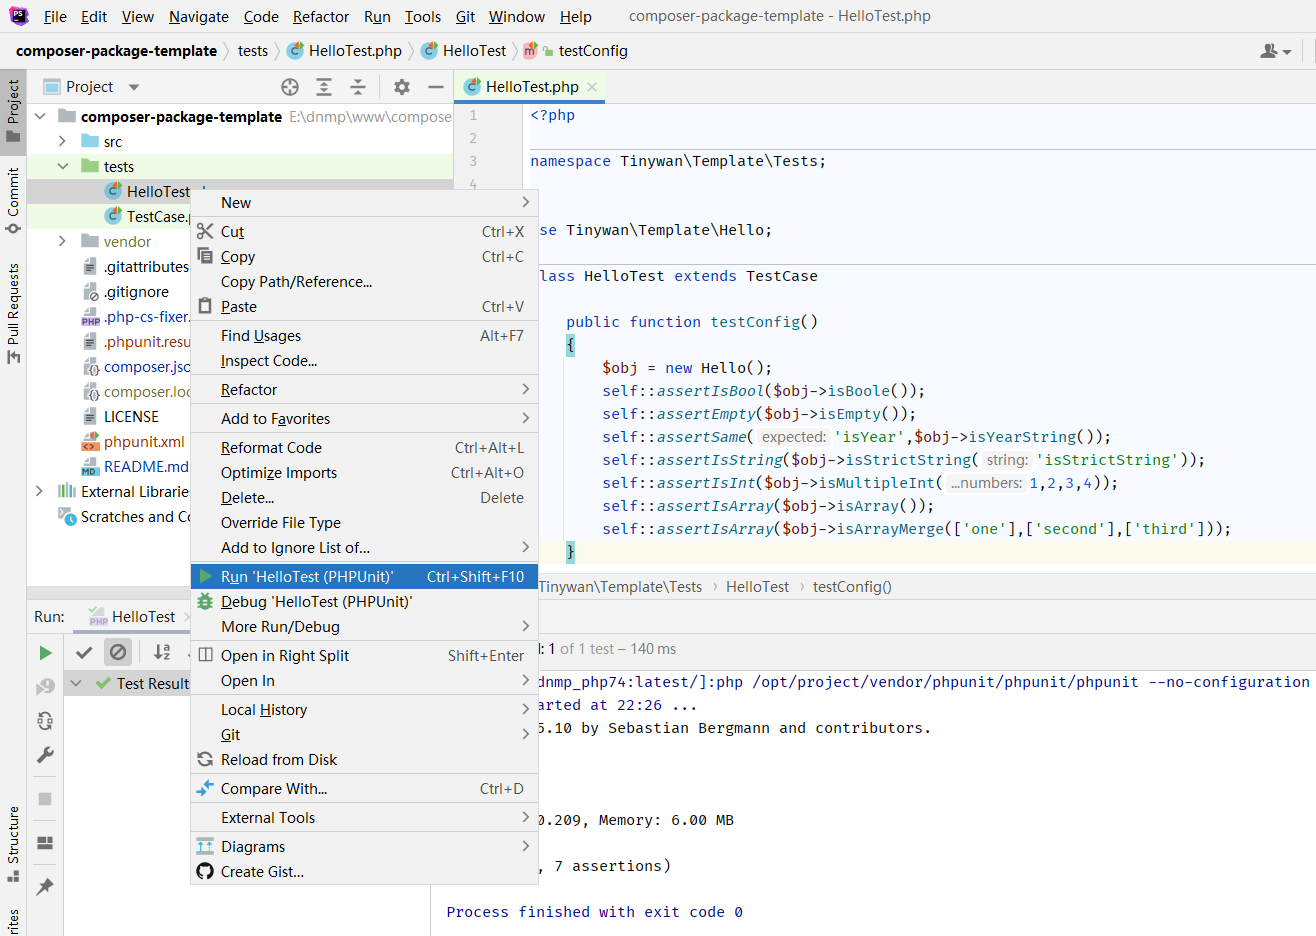 PS File Edit View Navigate Code Refactor Run Tools Git Window Help composer-package-template - HelloTest.php
composer-package-template tests HelloTest.php HelloTest testConfig
Project
HelloTest.php
composer-package-template E:\dnmp\www\compose
src
tests
HelloTest
TestCase.
vendor
.gitattributes
.gitignore
.php-cs-fixer.
.phpunit.resu
composer.jso
composer.loc
LICENSE
phpunit.xml
README.md
External Librarie
Scratches and Co
Project
Commit
Pull Requests
Structure
rites
New
Cut Ctrl+X
Copy Ctrl+C
Copy Path/Reference...
Paste Ctrl+V
Find Usages Alt+F7
Inspect Code...
Refactor
Add to Favorites
Reformat Code Ctrl+Alt+L
Optimize Imports Ctrl+Alt+O
Delete... Delete
Override File Type
Add to Ignore List of...
Run 'HelloTest (PHPUnit)' Ctrl+Shift+F10
Debug 'HelloTest (PHPUnit)'
More Run/Debug
Open in Right Split Shift+Enter
Open In
Local History
Git
Reload from Disk
Compare With... Ctrl+D
External Tools
Diagrams
Create Gist...
1 <?php
2
3 namespace Tinywan\Template\Tests;
4
se Tinywan\Template\Hello;
lass HelloTest extends TestCase
public function testConfig()
{
$obj = new Hello();
self::assertIsBool($obj->isBoole());
self::assertEmpty($obj->isEmpty());
self::assertSame( expected: 'isYear',$obj->isYearString());
self::assertIsString($obj->isStrictString( string: 'isStrictString'));
self::assertIsInt($obj->isMultipleInt( ...numbers: 1,2,3,4));
self::assertIsArray($obj->isArray());
self::assertIsArray($obj->isArrayMerge(['one'],['second'],['third']));
}
Tinywan\Template\Tests HelloTest testConfig()
Run: HelloTest
Test Result
: 1 of 1 test – 140 ms
dnmp_php74:latest/]:php /opt/project/vendor/phpunit/phpunit/phpunit --no-configuration
arted at 22:26 ...
5.10 by Sebastian Bergmann and contributors.
0.209, Memory: 6.00 MB
, 7 assertions)
Process finished with exit code 0